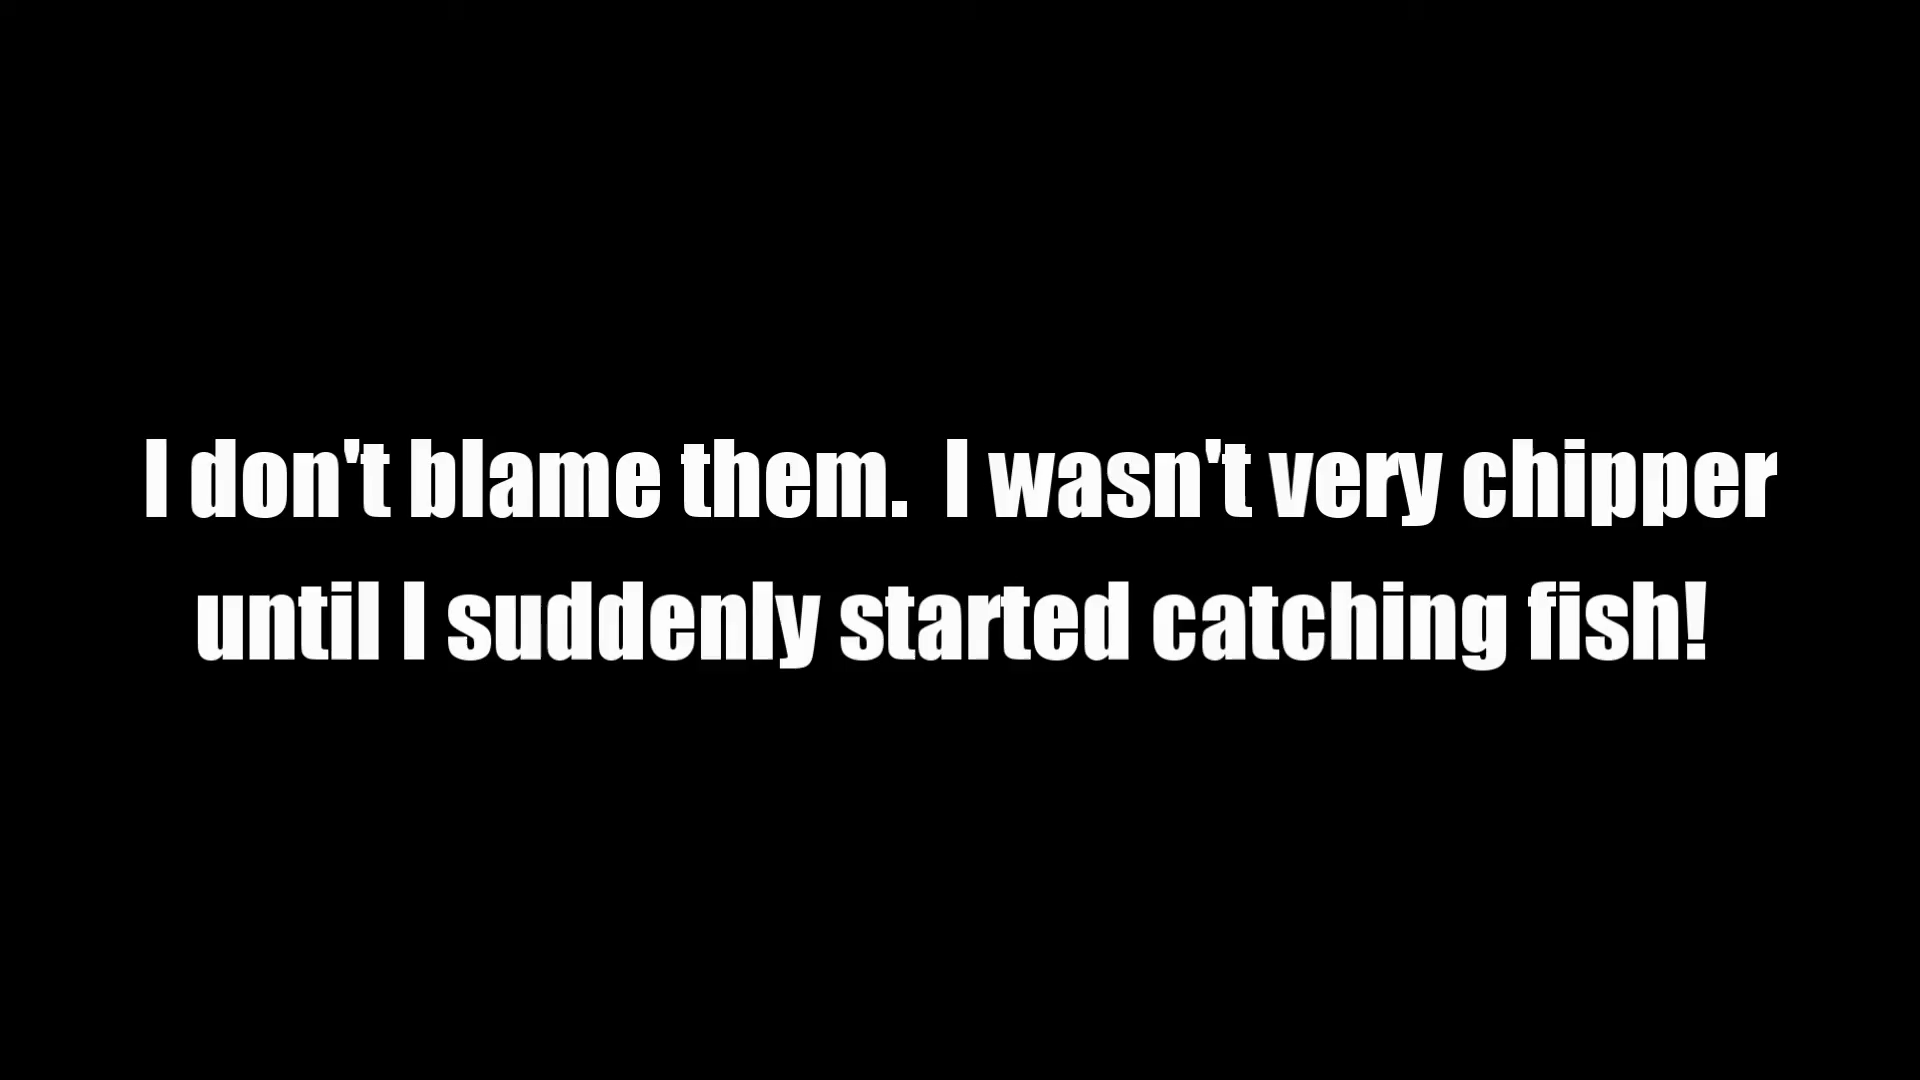 I don't blame them.  I wasn't very chipper
until I suddenly started catching fish!